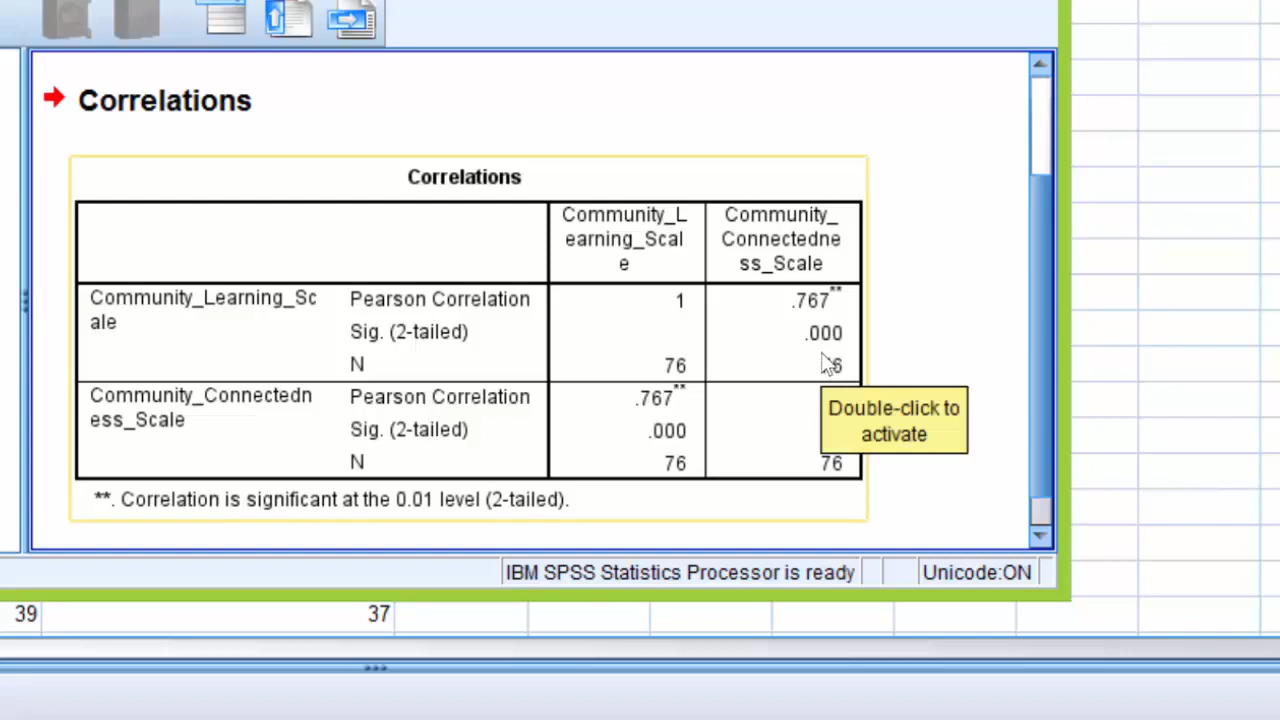 Correlations
Correlations
Community_L
earning_Scal
e
Community_
Connectedne
ss_Scale
Community_Learning_Sc
ale
Pearson Correlation 1 .767**
Sig. (2-tailed) .000
N 76
Community_Connectedn
ess_Scale
Pearson Correlation .767**
Sig. (2-tailed) .000
N 76 76
Double-click to
activate
**. Correlation is significant at the 0.01 level (2-tailed).
IBM SPSS Statistics Processor is ready Unicode:ON
39 37